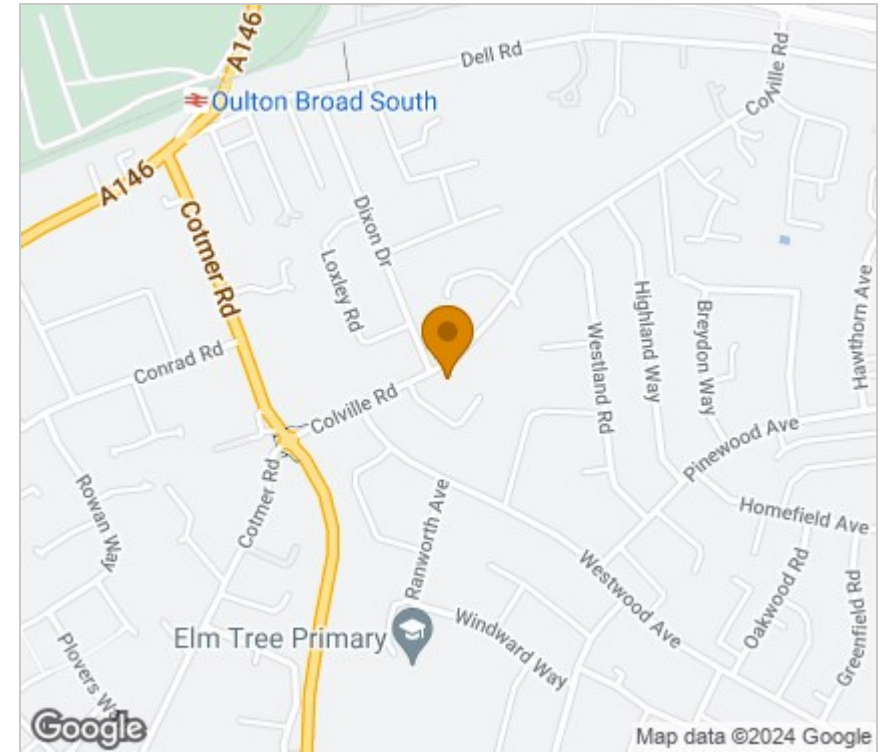 A146
Dell Rd
Colville Rd
Oulton Broad South
A146
Cotmer Rd
Dixon Dr
Loxley Rd
Highland Way
Breydon Way
Hawthorn Ave
Westland Rd
Conrad Rd
Colville Rd
Pinewood Ave
Rowan Way
Cotmer Rd
Ranworth Ave
Homefield Ave
Westwood Ave
Oakwood Rd
Greenfield Rd
Elm Tree Primary
Windward Way
Plovers Way
Google
Map data ©2024 Google